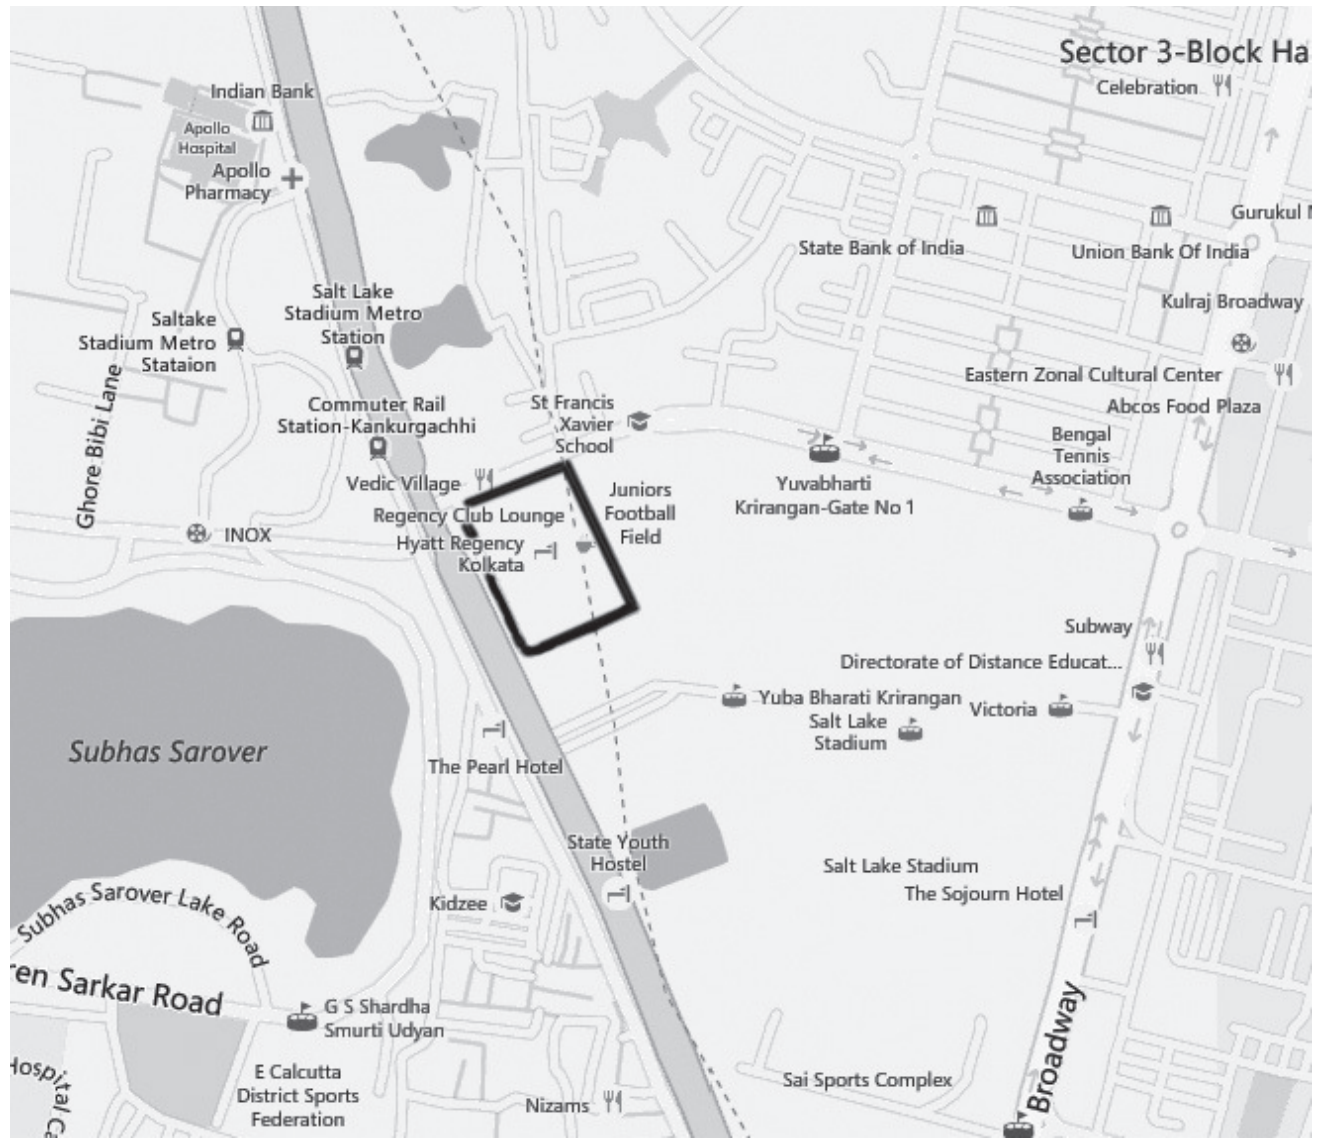 Sector 3-Block Ha
Celebration
Indian Bank
Apollo
Hospital
Apollo
Pharmacy
Gurukul
State Bank of India
Union Bank Of India
Salt Lake
Stadium Metro
Station
Kulraj Broadway
Saltake
Stadium Metro
Stataion
Ghore Bibi Lane
Eastern Zonal Cultural Center
Abcos Food Plaza
Commuter Rail
Station-Kankurgachhi
St Francis
Xavier
School
Bengal
Tennis
Association
Vedic Village
Yuvabharti
Krirangan-Gate No 1
Juniors
Football
Field
Regency Club Lounge
INOX
Hyatt Regency
Kolkata
Subway
Directorate of Distance Educat...
Yuba Bharati Krirangan
Victoria
Salt Lake
Stadium
Subhas Sarover
The Pearl Hotel
State Youth
Hostel
Salt Lake Stadium
The Sojourn Hotel
Kidzee
Subhas Sarover Lake Road
ren Sarkar Road
G S Shardha
Smurti Udyan
Broadway
E Calcutta
District Sports
Federation
Sai Sports Complex
Hospital Ca
Nizams